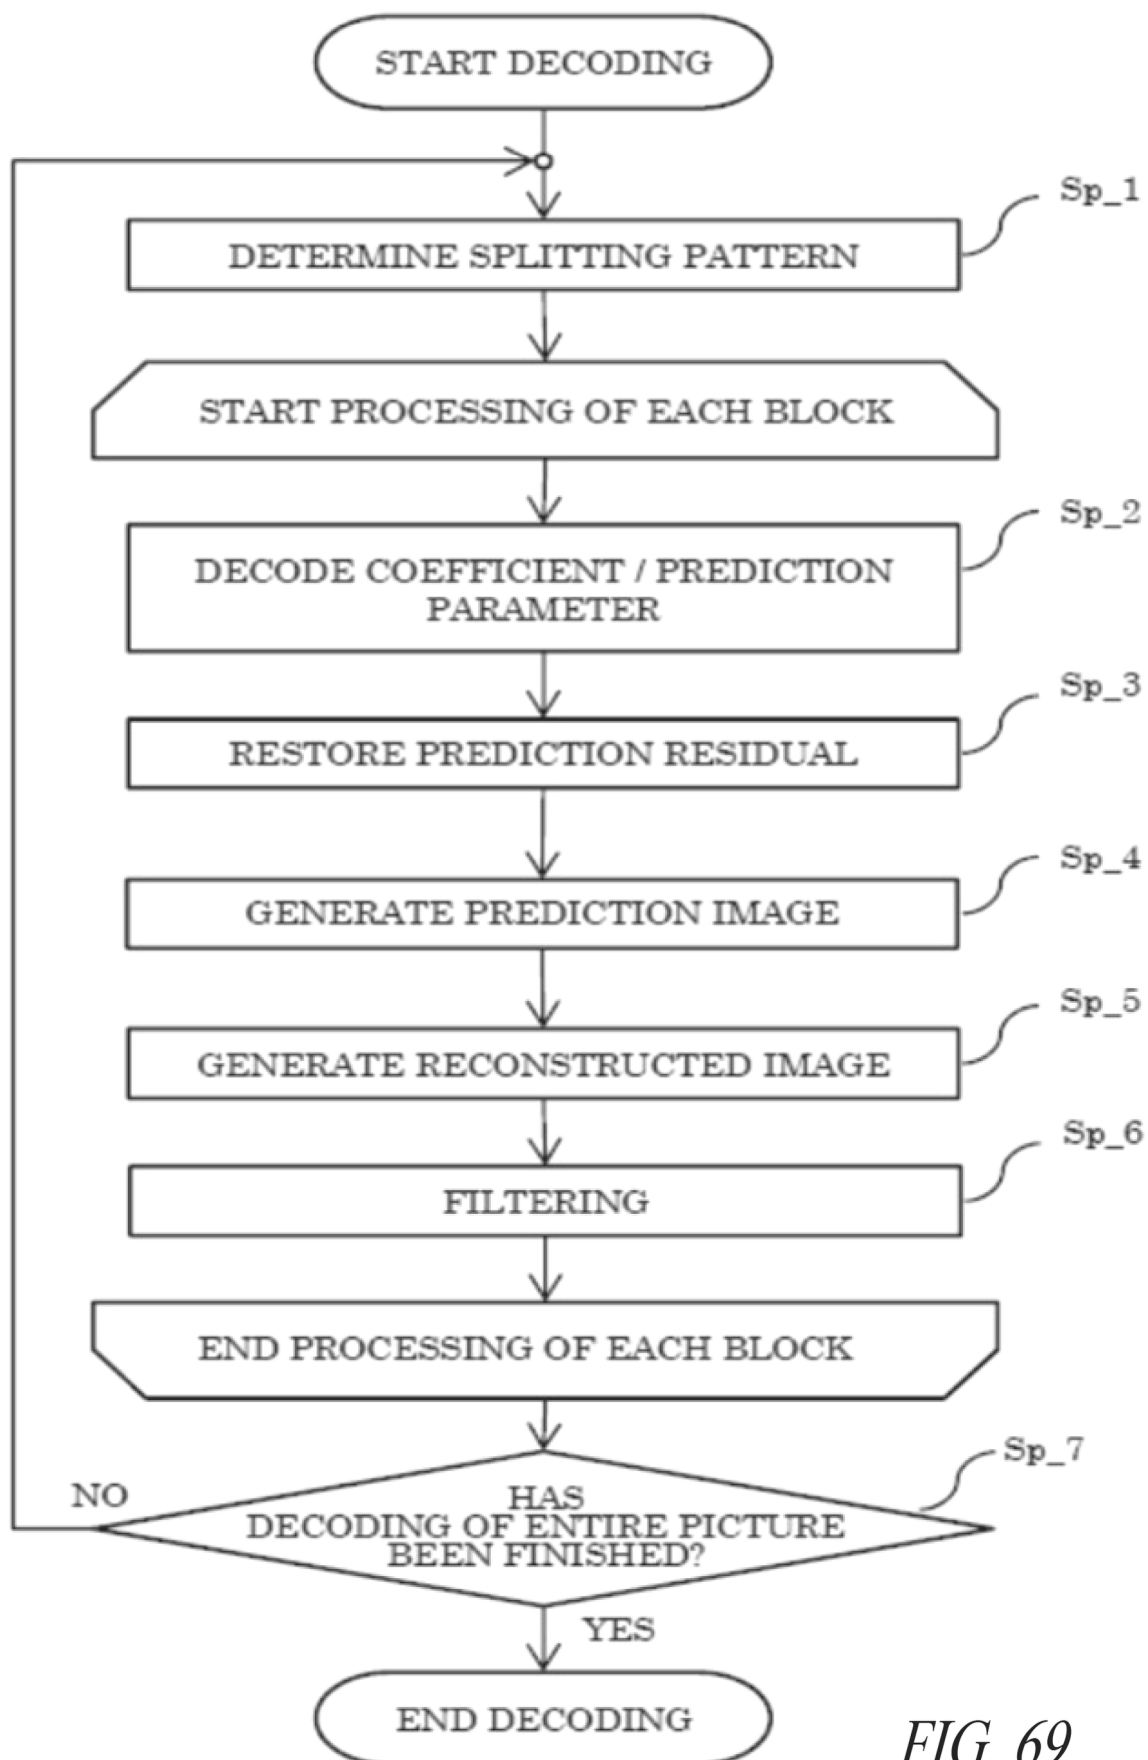 START DECODING
Sp_1
DETERMINE SPLITTING PATTERN
START PROCESSING OF EACH BLOCK
Sp_2
DECODE COEFFICIENT / PREDICTION
PARAMETER
Sp_3
RESTORE PREDICTION RESIDUAL
Sp_4
GENERATE PREDICTION IMAGE
Sp_5
GENERATE RECONSTRUCTED IMAGE
Sp_6
FILTERING
END PROCESSING OF EACH BLOCK
Sp_7
NO
HAS
DECODING OF ENTIRE PICTURE
BEEN FINISHED?
YES
END DECODING
FIG. 69